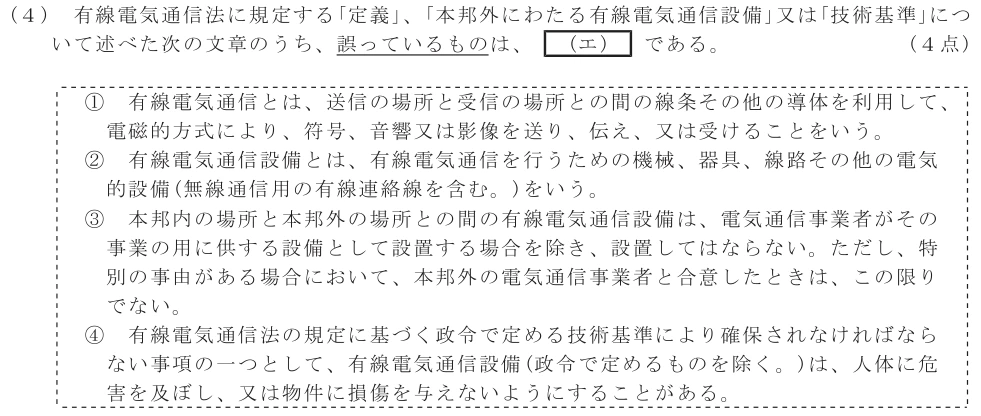 (4) 有線電気通信法に規定する「定義」、「本邦外にわたる有線電気通信設備」又は「技術基準」につ
いて述べた次の文章のうち、誤っているものは、 (エ) である。 (4点)
① 有線電気通信とは、送信の場所と受信の場所との間の線条その他の導体を利用して、
電磁的方式により、符号、音響又は影像を送り、伝え、又は受けることをいう。
② 有線電気通信設備とは、有線電気通信を行うための機械、器具、線路その他の電気
的設備(無線通信用の有線連絡線を含む。)をいう。
③ 本邦内の場所と本邦外の場所との間の有線電気通信設備は、電気通信事業者がその
事業の用に供する設備として設置する場合を除き、設置してはならない。ただし、特
別の事由がある場合において、本邦外の電気通信事業者と合意したときは、この限り
でない。
④ 有線電気通信法の規定に基づく政令で定める技術基準により確保されなければなら
ない事項の一つとして、有線電気通信設備(政令で定めるものを除く。)は、人体に危
害を及ぼし、又は物件に損傷を与えないようにすることがある。